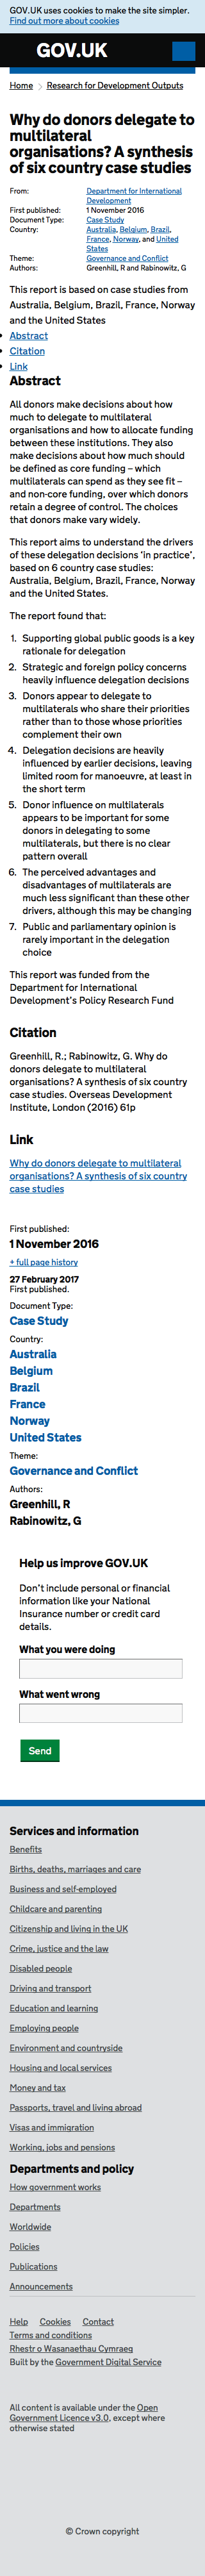 GOV.UK uses cookies to make the site simpler.
Find out more about cookies
GOV.UK
Home
Research for Development Outputs
Why do donors delegate to
multilateral
organisations? A synthesis
of six country case studies
From:
Department for International
Development
First published:
1 November 2016
Document Type:
Case Study
Country:
Australia, Belgium, Brazil,
France, Norway, and United
States
Theme:
Governance and Conflict
Authors:
Greenhill, R and Rabinowitz, G
This report is based on case studies from
Australia, Belgium, Brazil, France, Norway
and the United States
• Abstract
• Citation
• Link
Abstract
All donors make decisions about how
much to delegate to multilateral
organisations and how to allocate funding
between these institutions. They also
make decisions about how much should
be defined as core funding – which
multilaterals can spend as they see fit –
and non-core funding, over which donors
retain a degree of control. The choices
that donors make vary widely.
This report aims to understand the drivers
of these delegation decisions ‘in practice’,
based on 6 country case studies:
Australia, Belgium, Brazil, France, Norway
and the United States.
The report found that:
1. Supporting global public goods is a key
rationale for delegation
2. Strategic and foreign policy concerns
heavily influence delegation decisions
3. Donors appear to delegate to
multilaterals who share their priorities
rather than to those whose priorities
complement their own
4. Delegation decisions are heavily
influenced by earlier decisions, leaving
limited room for manoeuvre, at least in
the short term
5. Donor influence on multilaterals
appears to be important for some
donors in delegating to some
multilaterals, but there is no clear
pattern overall
6. The perceived advantages and
disadvantages of multilaterals are
much less significant than these other
drivers, although this may be changing
7. Public and parliamentary opinion is
rarely important in the delegation
choice
This report was funded from the
Department for International
Development’s Policy Research Fund
Citation
Greenhill, R.; Rabinowitz, G. Why do
donors delegate to multilateral
organisations? A synthesis of six country
case studies. Overseas Development
Institute, London (2016) 61p
Link
Why do donors delegate to multilateral
organisations? A synthesis of six country
case studies
First published:
1 November 2016
+ full page history
27 February 2017
First published.
Document Type:
Case Study
Country:
Australia
Belgium
Brazil
France
Norway
United States
Theme:
Governance and Conflict
Authors:
Greenhill, R
Rabinowitz, G
Help us improve GOV.UK
Don’t include personal or financial
information like your National
Insurance number or credit card
details.
What you were doing
What went wrong
Send
Services and information
Benefits
Births, deaths, marriages and care
Business and self-employed
Childcare and parenting
Citizenship and living in the UK
Crime, justice and the law
Disabled people
Driving and transport
Education and learning
Employing people
Environment and countryside
Housing and local services
Money and tax
Passports, travel and living abroad
Visas and immigration
Working, jobs and pensions
Departments and policy
How government works
Departments
Worldwide
Policies
Publications
Announcements
Help Cookies Contact
Terms and conditions
Rhestr o Wasanaethau Cymraeg
Built by the Government Digital Service
All content is available under the Open
Government Licence v3.0, except where
otherwise stated
© Crown copyright